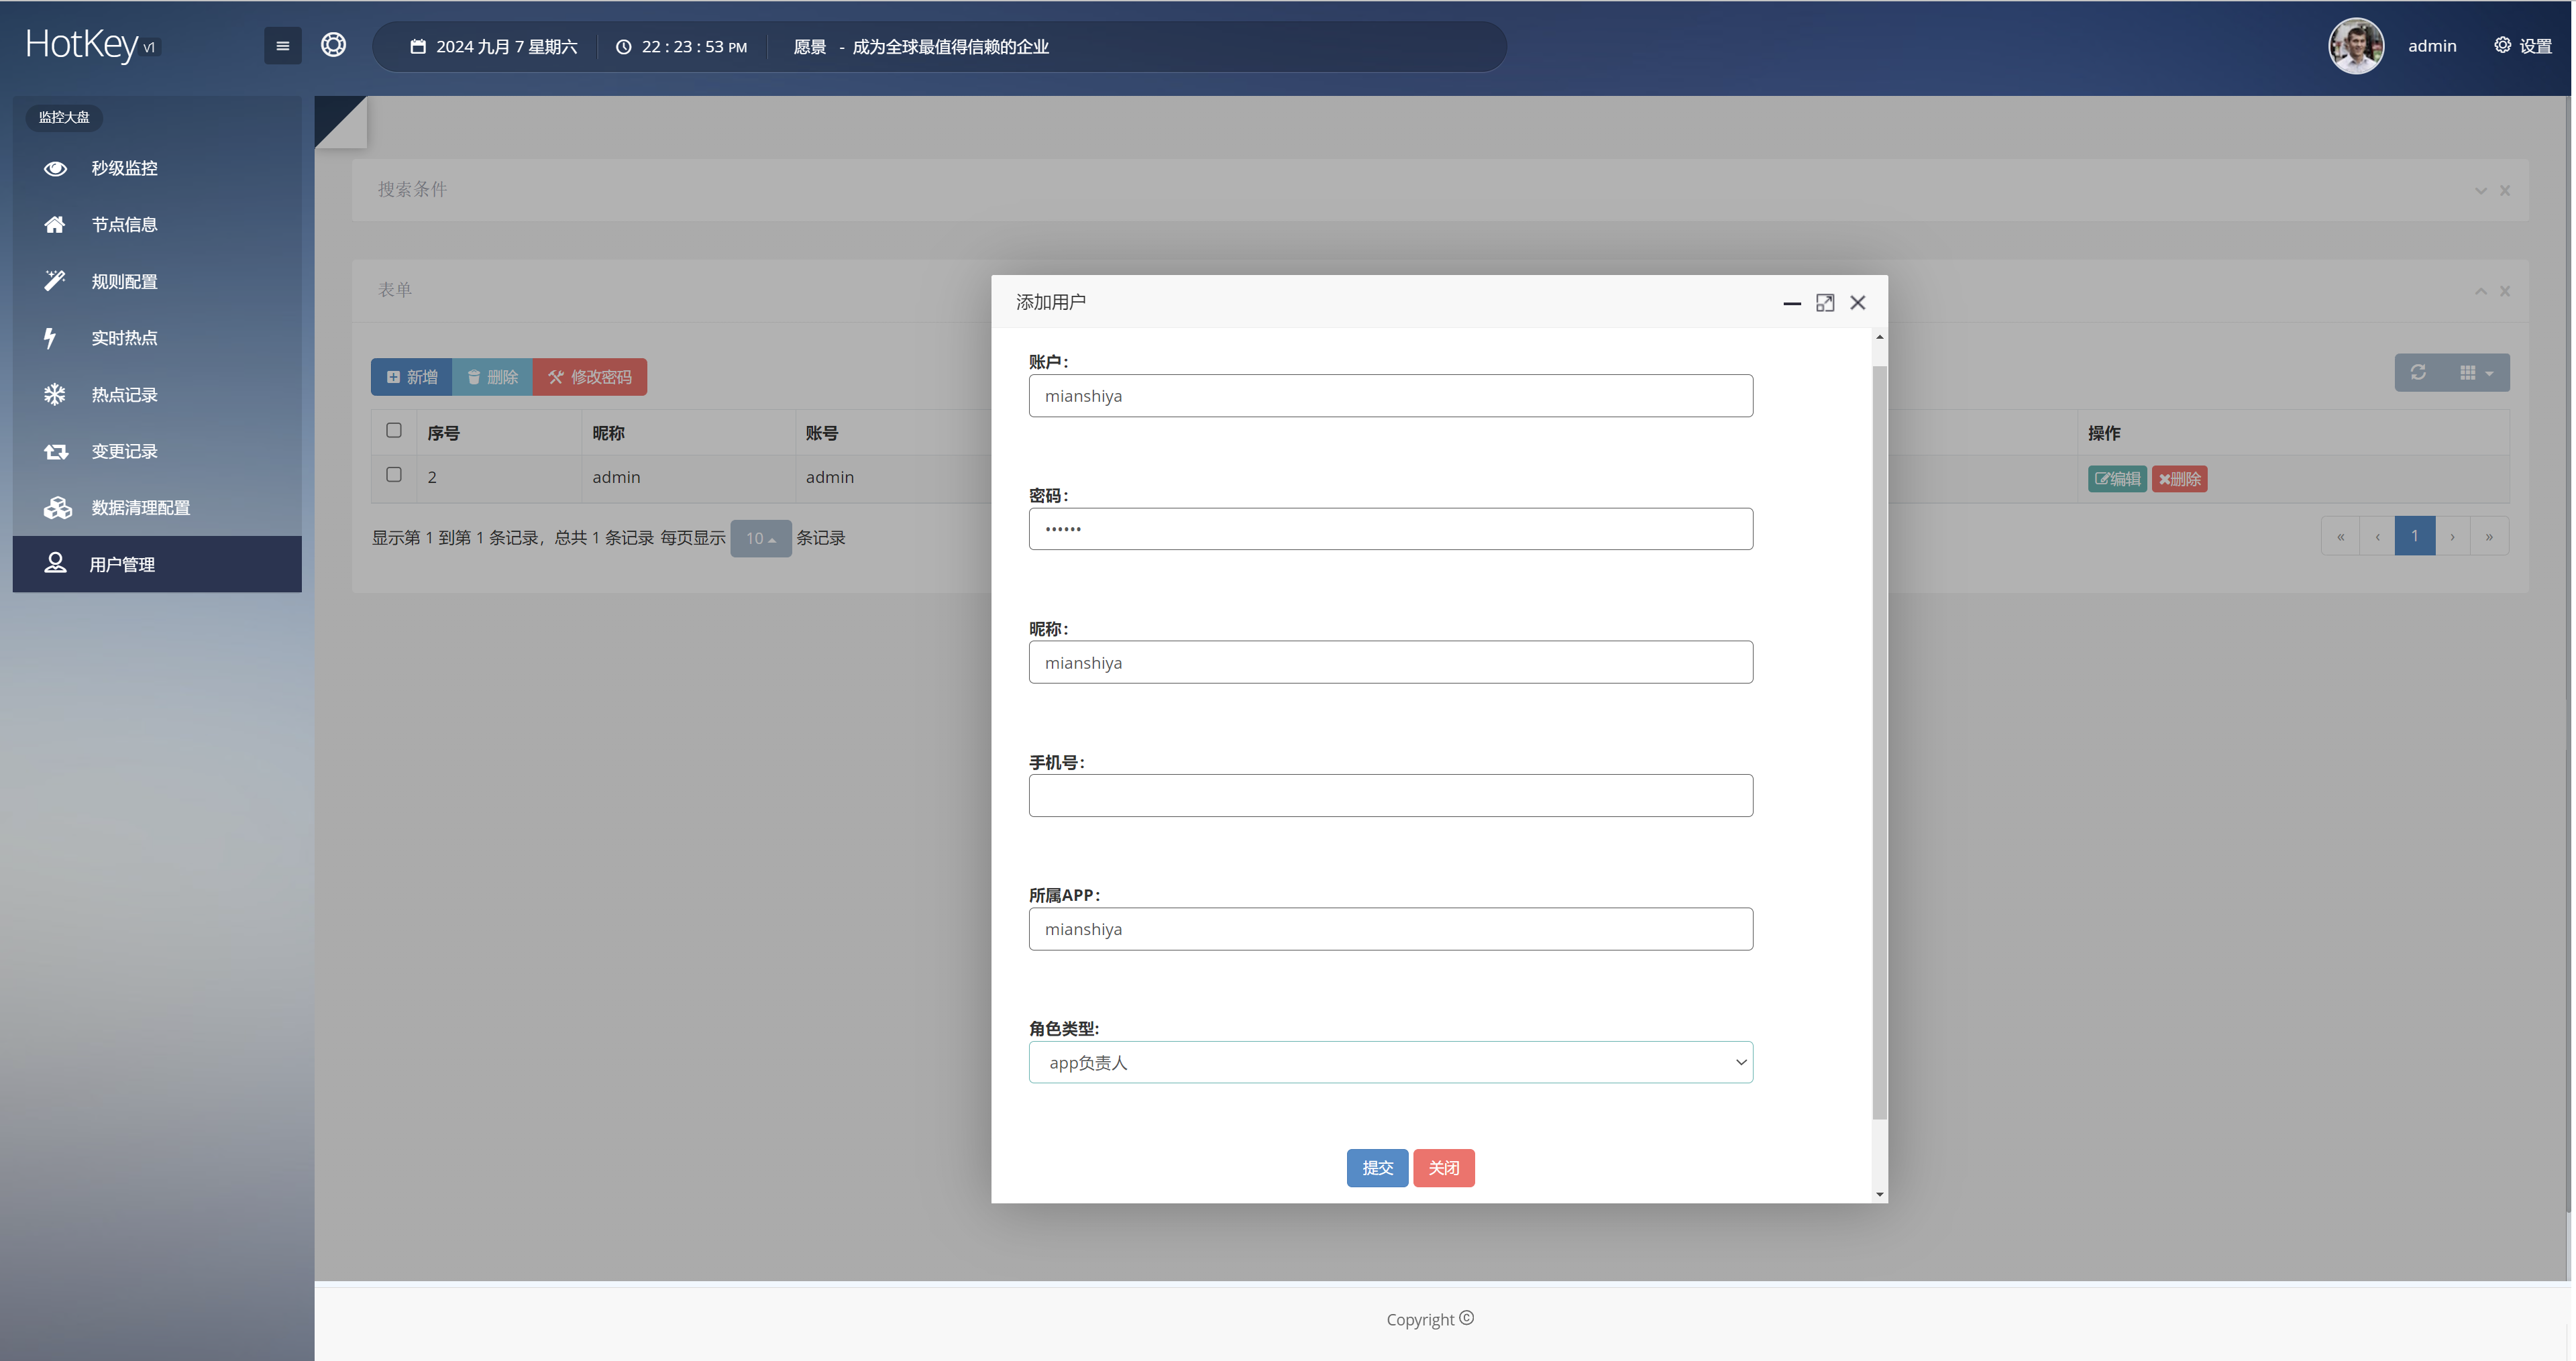 HotKey v1
2024 九月 7 星期六
22 : 23 : 53 PM
愿景 - 成为全球最值得信赖的企业
admin
设置
监控大盘
秒级监控
节点信息
规则配置
实时热点
热点记录
变更记录
数据清理配置
用户管理
搜索条件
表单
新增 删除 修改密码
序号 昵称 账号 操作
2 admin admin 编辑 删除
显示第 1 到第 1 条记录，总共 1 条记录 每页显示 10 条记录
« ‹ 1 › »
添加用户
账户：
mianshiya
密码：
••••••
昵称：
mianshiya
手机号：
所属APP：
mianshiya
角色类型:
app负责人
提交 关闭
Copyright ©